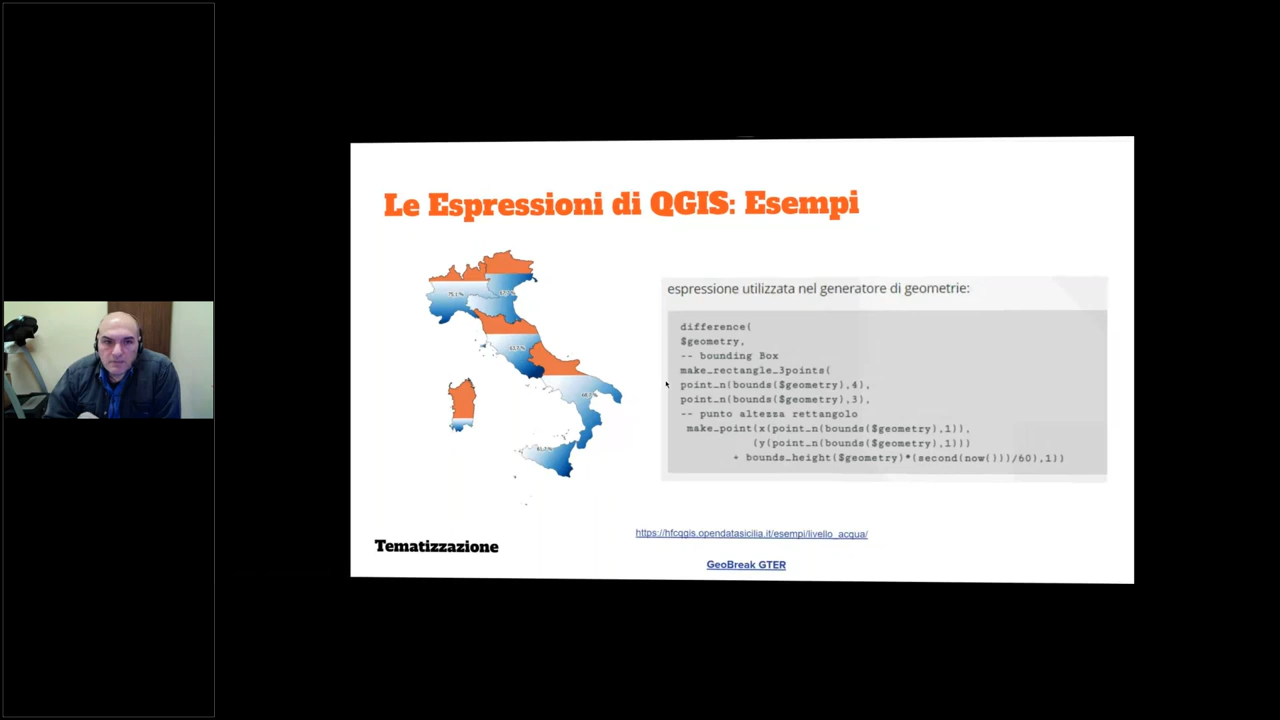 Le Espressioni di QGIS: Esempi
75,1 %
espressione utilizzata nel generatore di geometrie:
difference(
$geometry,
-- bounding Box
make_rectangle_3points(
point_n(bounds($geometry),4),
point_n(bounds($geometry),3),
-- punto altezza rettangolo
make_point(x(point_n(bounds($geometry),1)),
(y(point_n(bounds($geometry),1)))
+ bounds_height($geometry)*(second(now()))/60),1))
https://hfcqgis.opendatasicilia.it/esempi/livello_acqua/
Tematizzazione
GeoBreak GTER